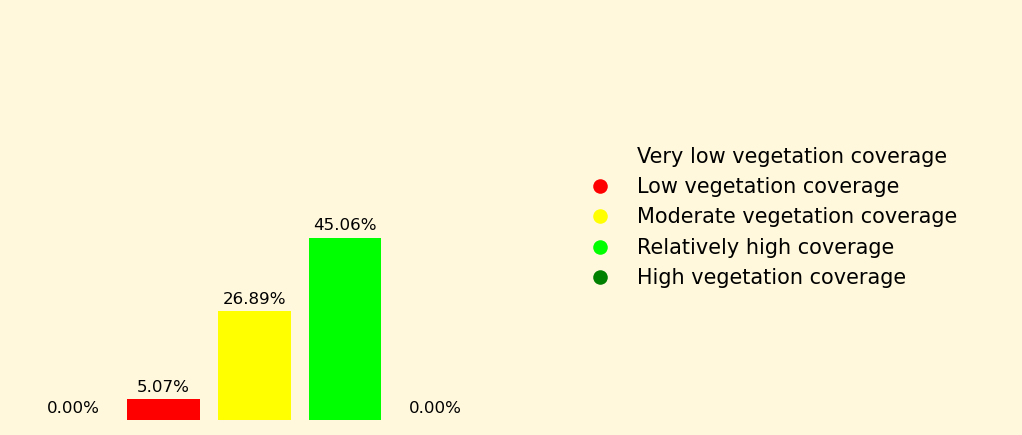 45.06%
26.89%
5.07%
0.00%
0.00%
Very low vegetation coverage
Low vegetation coverage
Moderate vegetation coverage
Relatively high coverage
High vegetation coverage